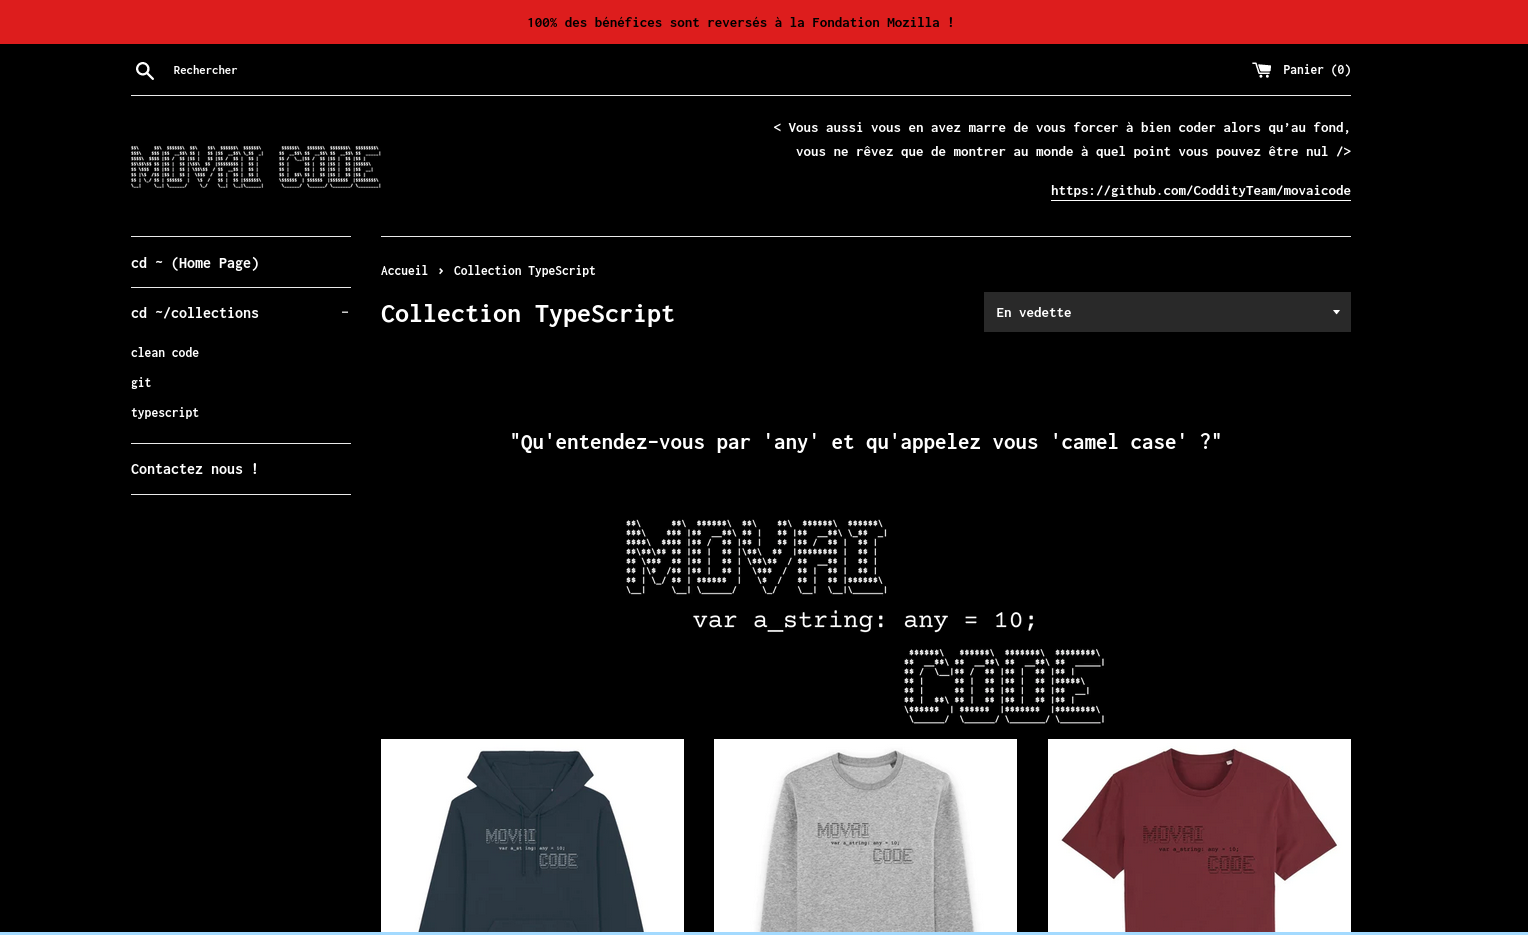 100% des bénéfices sont reversés à la Fondation Mozilla !
Rechercher
Panier (0)
MOVAI CODE
< Vous aussi vous en avez marre de vous forcer à bien coder alors qu’au fond,
vous ne rêvez que de montrer au monde à quel point vous pouvez être nul />
https://github.com/CoddityTeam/movaicode
cd ~ (Home Page)
cd ~/collections −
clean code
git
typescript
Contactez nous !
Accueil › Collection TypeScript
Collection TypeScript
En vedette
"Qu'entendez-vous par 'any' et qu'appelez vous 'camel case' ?"
MOVAI
var a_string: any = 10;
CODE
MOVAI
var a_string: any = 10;
CODE
MOVAI
var a_string: any = 10;
CODE
MOVAI
var a_string: any = 10;
CODE